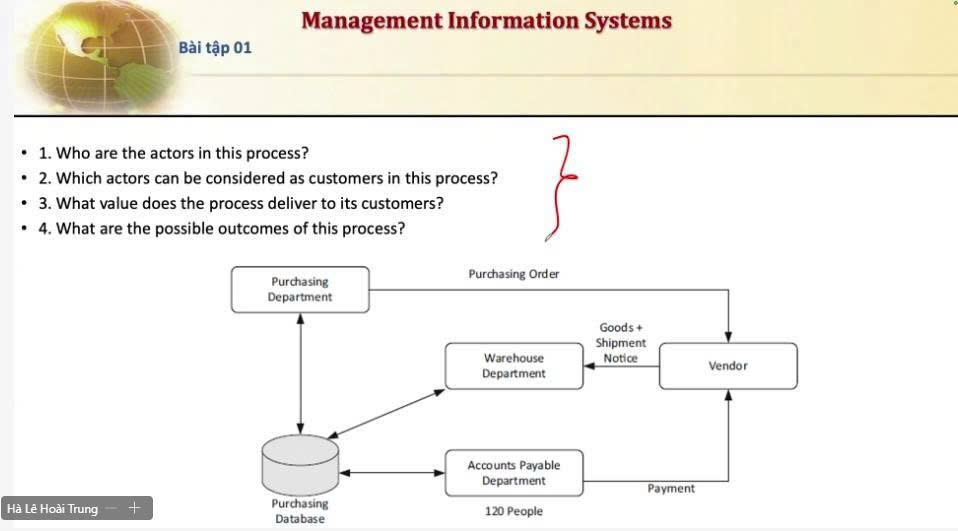 Management Information Systems
Bài tập 01
• 1. Who are the actors in this process?
• 2. Which actors can be considered as customers in this process?
• 3. What value does the process deliver to its customers?
• 4. What are the possible outcomes of this process?
Purchasing Order
Purchasing
Department
Goods +
Shipment
Notice
Warehouse
Department
Vendor
Accounts Payable
Department
Payment
120 People
Purchasing
Database
Hà Lê Hoài Trung